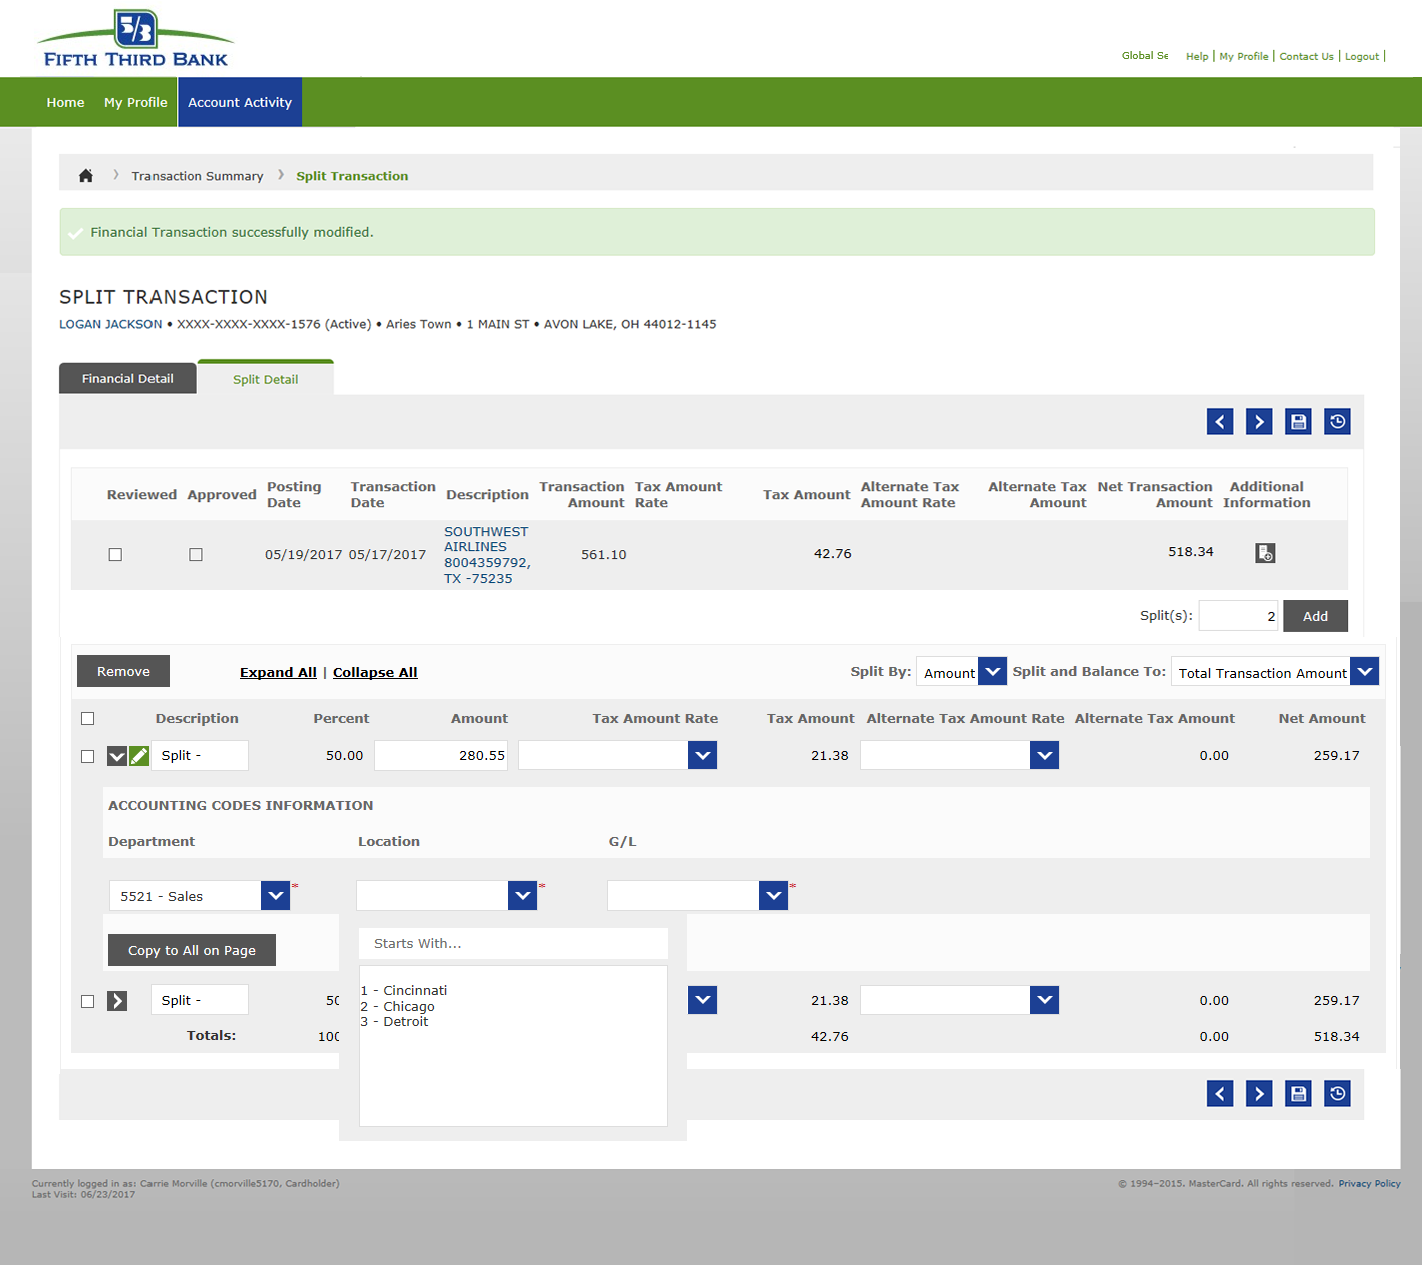 5/3
FIFTH THIRD BANK
Global Se Help | My Profile | Contact Us | Logout |
Home My Profile Account Activity
Transaction Summary Split Transaction
Financial Transaction successfully modified.
SPLIT TRANSACTION
LOGAN JACKSON • XXXX-XXXX-XXXX-1576 (Active) • Aries Town • 1 MAIN ST • AVON LAKE, OH 44012-1145
Financial Detail Split Detail
Reviewed Approved Posting Date Transaction Date Description Transaction Amount Tax Amount Rate Tax Amount Alternate Tax Amount Rate Alternate Tax Amount Net Transaction Amount Additional Information
05/19/2017 05/17/2017 SOUTHWEST AIRLINES 8004359792, TX -75235 561.10 42.76 518.34
Split(s): 2 Add
Remove Expand All | Collapse All Split By: Amount Split and Balance To: Total Transaction Amount
Description Percent Amount Tax Amount Rate Tax Amount Alternate Tax Amount Rate Alternate Tax Amount Net Amount
Split - 50.00 280.55 21.38 0.00 259.17
ACCOUNTING CODES INFORMATION
Department Location G/L
5521 - Sales * * *
Copy to All on Page
Starts With...
1 - Cincinnati
2 - Chicago
3 - Detroit
Split - 50 21.38 0.00 259.17
Totals: 100 42.76 0.00 518.34
Currently logged in as: Carrie Morville (cmorville5170, Cardholder)
Last Visit: 06/23/2017
© 1994-2015. MasterCard. All rights reserved. Privacy Policy